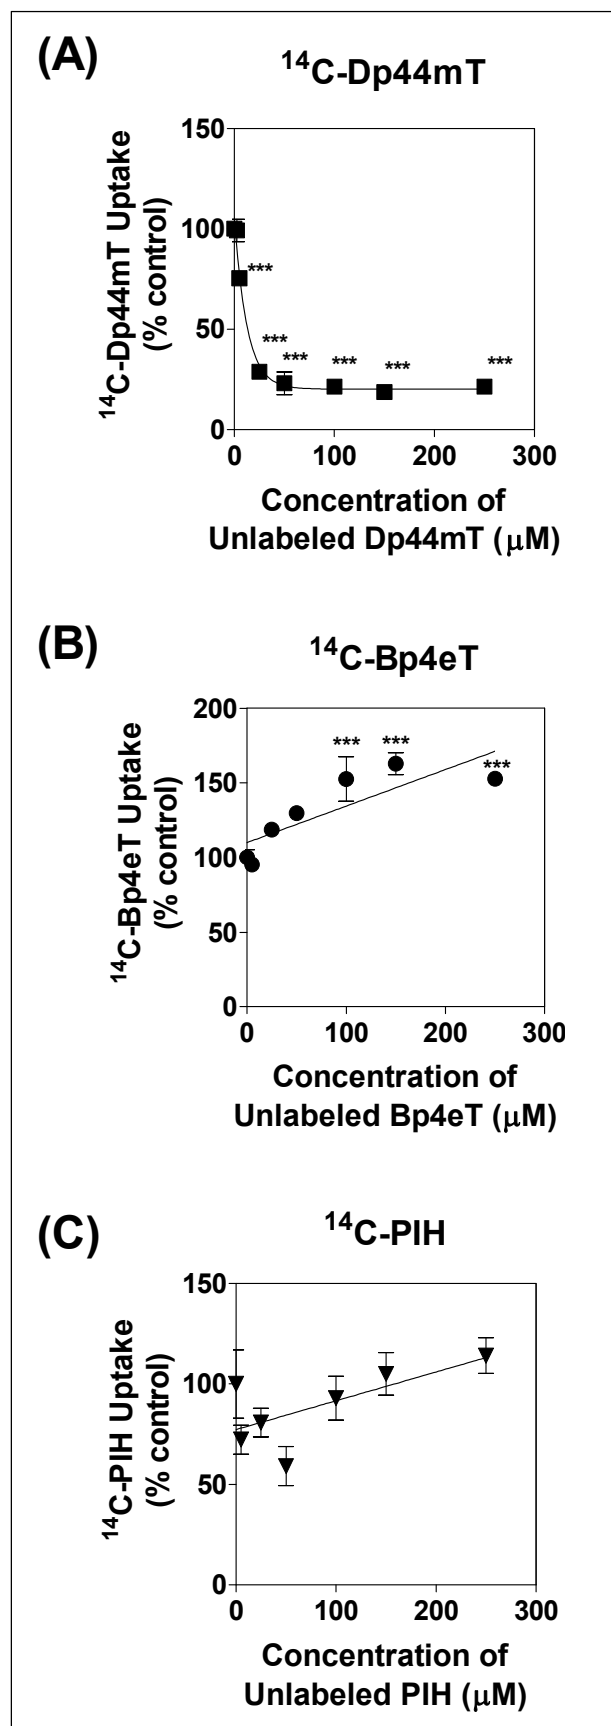 (A)
¹⁴C-Dp44mT
¹⁴C-Dp44mT Uptake
(% control)
150
100
50
0
***
***
***
***
***
***
0 100 200 300
Concentration of
Unlabeled Dp44mT (μM)
(B)
¹⁴C-Bp4eT
¹⁴C-Bp4eT Uptake
(% control)
200
150
100
50
0
***
***
***
0 100 200 300
Concentration of
Unlabeled Bp4eT (μM)
(C)
¹⁴C-PIH
¹⁴C-PIH Uptake
(% control)
150
100
50
0
0 100 200 300
Concentration of
Unlabeled PIH (μM)